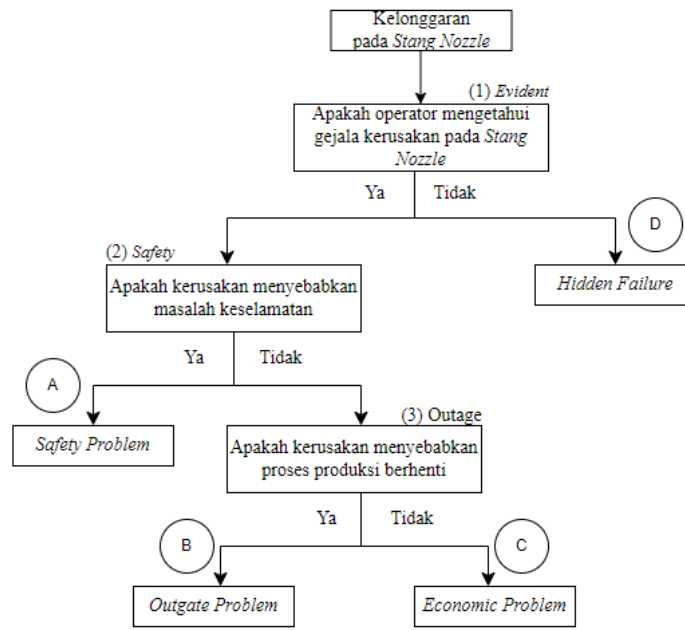 Kelonggaran
pada Stang Nozzle
(1) Evident
Apakah operator mengetahui
gejala kerusakan pada Stang
Nozzle
Ya
Tidak
D
(2) Safety
Apakah kerusakan menyebabkan
masalah keselamatan
Hidden Failure
Ya
Tidak
A
Safety Problem
(3) Outage
Apakah kerusakan menyebabkan
proses produksi berhenti
Ya
Tidak
B
C
Outgate Problem
Economic Problem